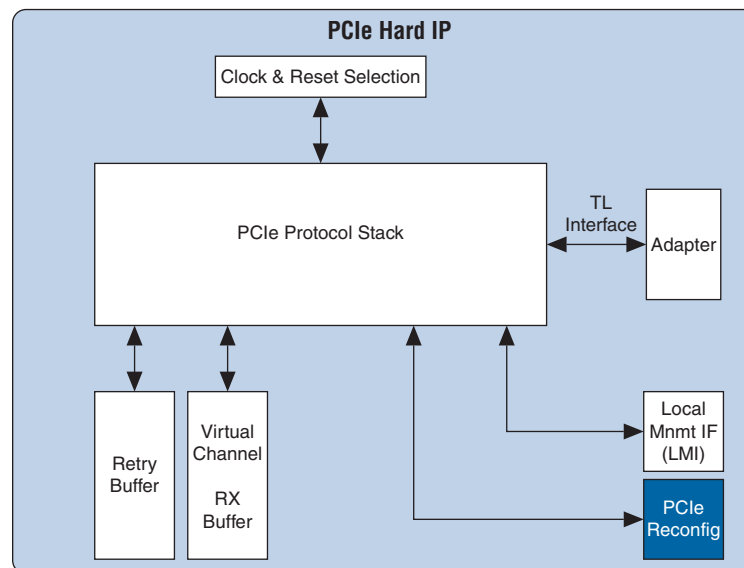 PCIe Hard IP
Clock & Reset Selection
PCIe Protocol Stack
TL
Interface
Adapter
Retry
Buffer
Virtual
Channel
RX
Buffer
Local
Mnmt IF
(LMI)
PCIe
Reconfig